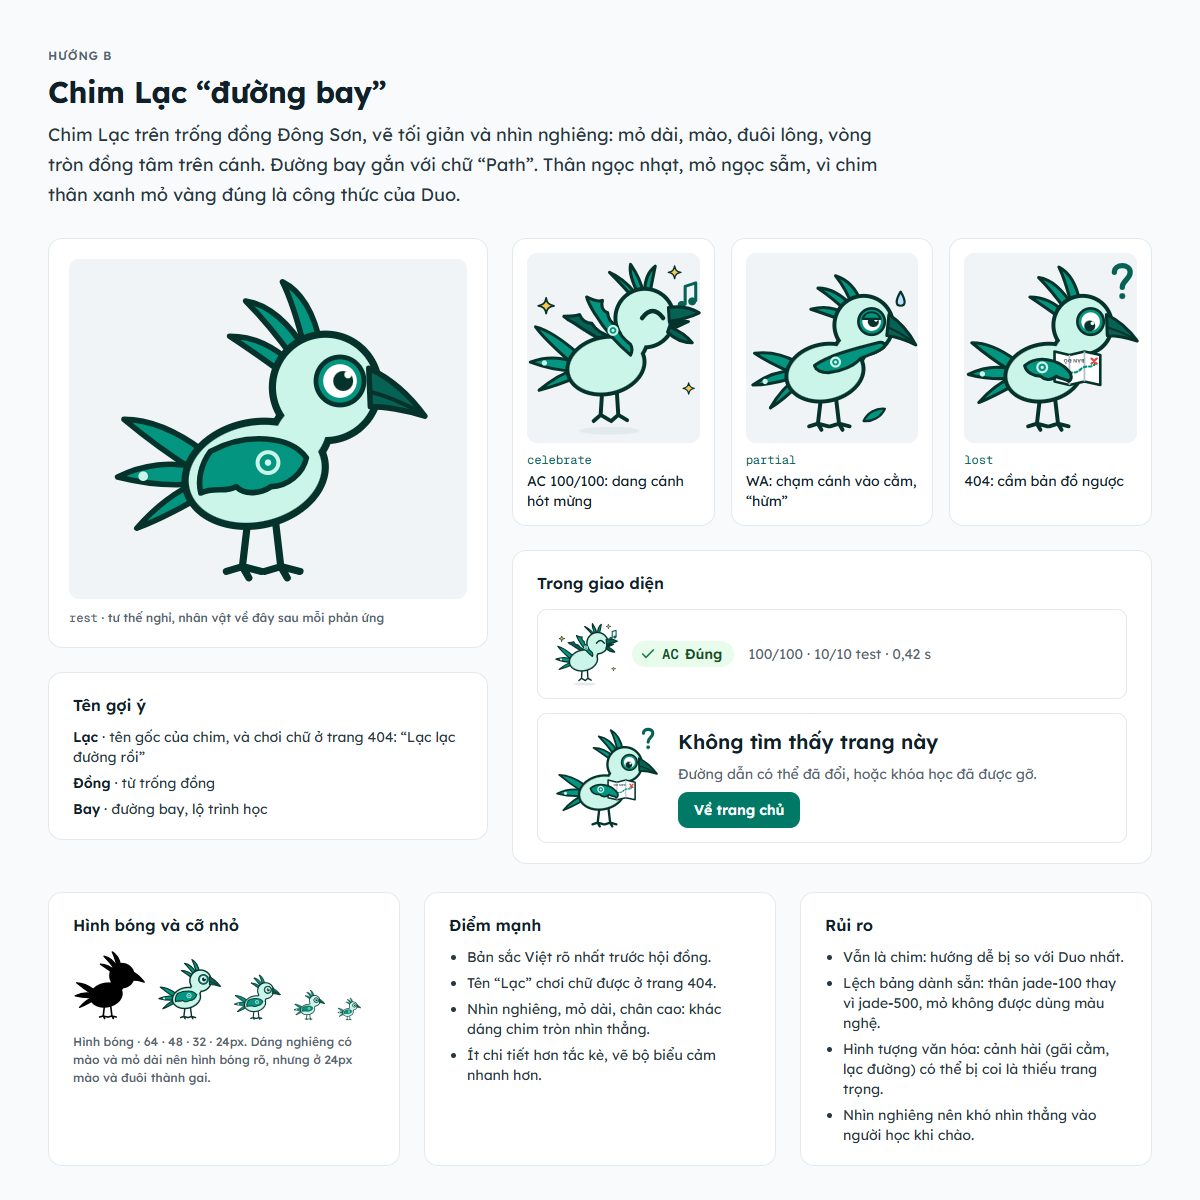 HƯỚNG B
Chim Lạc “đường bay”
Chim Lạc trên trống đồng Đông Sơn, vẽ tối giản và nhìn nghiêng: mỏ dài, mào, đuôi lông, vòng
tròn đồng tâm trên cánh. Đường bay gắn với chữ “Path”. Thân ngọc nhạt, mỏ ngọc sẫm, vì chim
thân xanh mỏ vàng đúng là công thức của Duo.
rest · tư thế nghỉ, nhân vật về đây sau mỗi phản ứng
celebrate
AC 100/100: dang cánh
hót mừng
partial
WA: chạm cánh vào cằm,
“hừm”
?
lost
404: cầm bản đồ ngược
Tên gợi ý
Lạc · tên gốc của chim, và chơi chữ ở trang 404: “Lạc lạc
đường rồi”
Đồng · từ trống đồng
Bay · đường bay, lộ trình học
Trong giao diện
AC Đúng
100/100 · 10/10 test · 0,42 s
?
Không tìm thấy trang này
Đường dẫn có thể đã đổi, hoặc khóa học đã được gỡ.
Về trang chủ
Hình bóng và cỡ nhỏ
Hình bóng · 64 · 48 · 32 · 24px. Dáng nghiêng có
mào và mỏ dài nên hình bóng rõ, nhưng ở 24px
mào và đuôi thành gai.
Điểm mạnh
• Bản sắc Việt rõ nhất trước hội đồng.
• Tên “Lạc” chơi chữ được ở trang 404.
• Nhìn nghiêng, mỏ dài, chân cao: khác
dáng chim tròn nhìn thẳng.
• Ít chi tiết hơn tắc kè, vẽ bộ biểu cảm
nhanh hơn.
Rủi ro
• Vẫn là chim: hướng dễ bị so với Duo nhất.
• Lệch bảng dành sẵn: thân jade-100 thay
vì jade-500, mỏ không được dùng màu
nghệ.
• Hình tượng văn hóa: cảnh hài (gãi cằm,
lạc đường) có thể bị coi là thiếu trang
trọng.
• Nhìn nghiêng nên khó nhìn thẳng vào
người học khi chào.